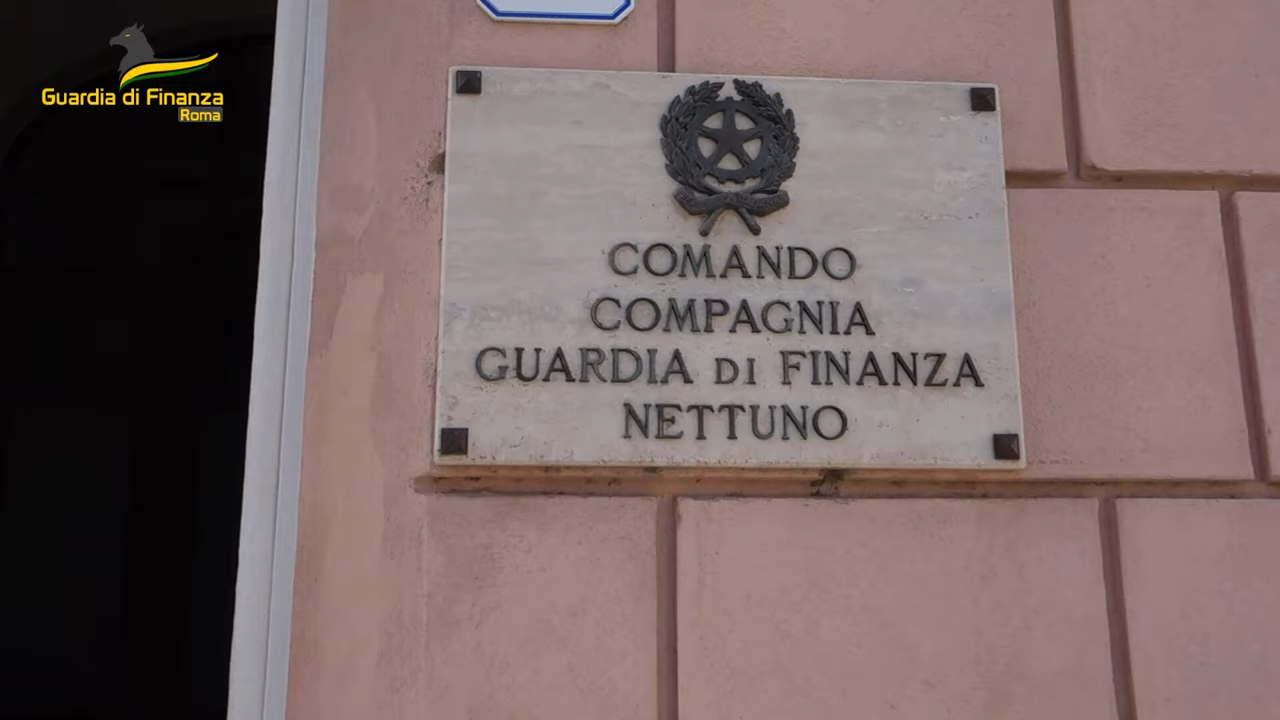 Guardia di Finanza
Roma
COMANDO
COMPAGNIA
GUARDIA DI FINANZA
NETTUNO